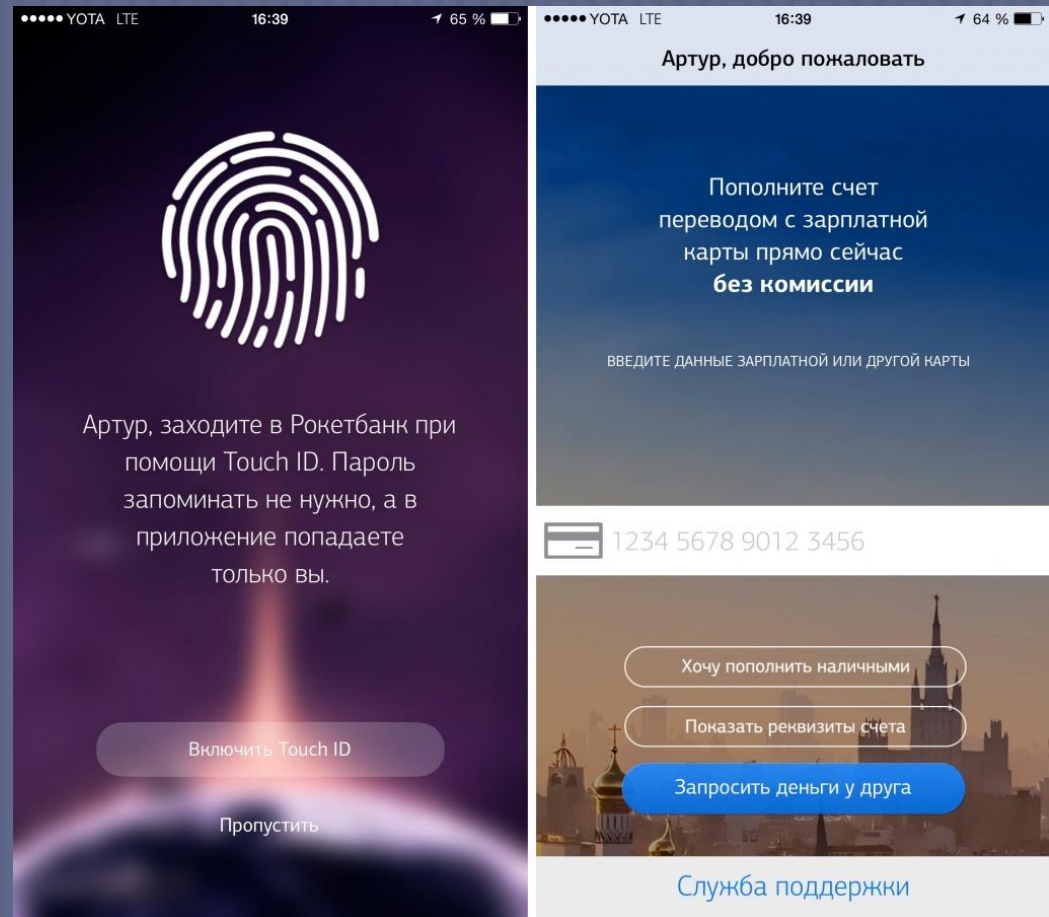 YOTA LTE 16:39 65 %
Артур, заходите в Рокетбанк при
помощи Touch ID. Пароль
запоминать не нужно, а в
приложение попадаете
только вы.
Включить Touch ID
Пропустить
YOTA LTE 16:39 64 %
Артур, добро пожаловать
Пополните счет
переводом с зарплатной
карты прямо сейчас
без комиссии
ВВЕДИТЕ ДАННЫЕ ЗАРПЛАТНОЙ ИЛИ ДРУГОЙ КАРТЫ
1234 5678 9012 3456
Хочу пополнить наличными
Показать реквизиты счета
Запросить деньги у друга
Служба поддержки